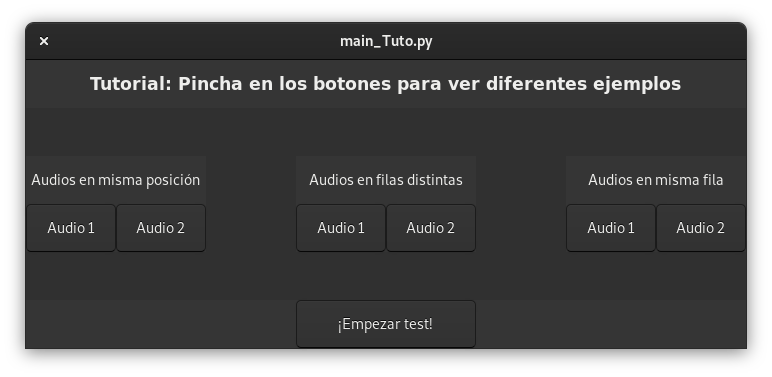 main_Tuto.py
Tutorial: Pincha en los botones para ver diferentes ejemplos
Audios en misma posición
Audios en filas distintas
Audios en misma fila
Audio 1
Audio 2
Audio 1
Audio 2
Audio 1
Audio 2
¡Empezar test!